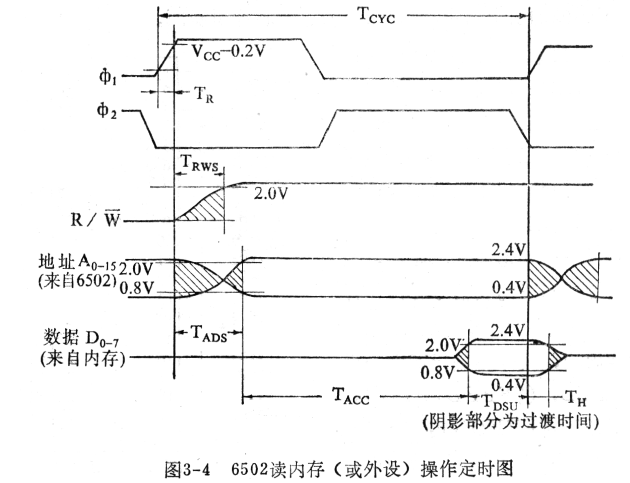 T_CYC
V_CC−0.2V
ϕ₁
T_R
ϕ₂
T_RWS
2.0V
R / W̅
地址 A₀₋₁₅ 2.0V 2.4V
(来自6502) 0.8V 0.4V
数据 D₀₋₇ T_ADS 2.0V 2.4V
(来自内存) 0.8V 0.4V
T_ACC T_DSU T_H
(阴影部分为过渡时间)
图3-4 6502读内存（或外设）操作定时图